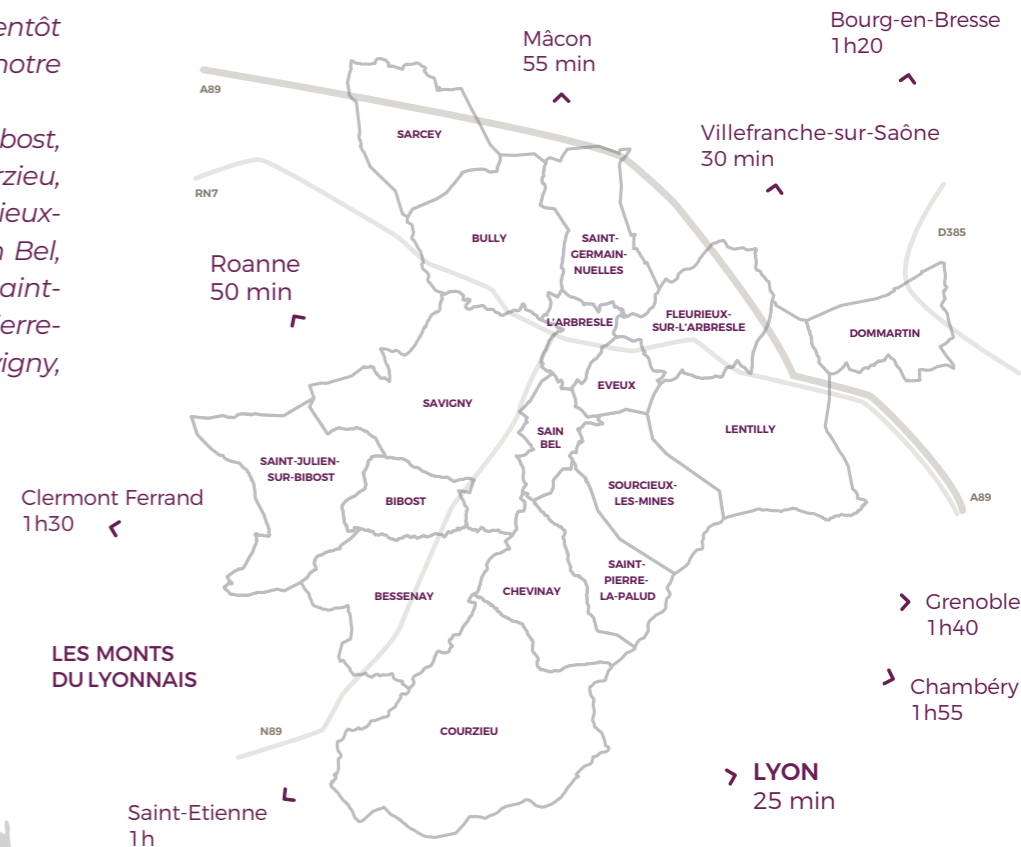 entôt
notre
bost,
rzieu,
ieux-
n Bel,
aint-
ierre-
vigny,
Bourg-en-Bresse
1h20
Mâcon
55 min
Villefranche-sur-Saône
30 min
A89
SARCEY
RN7
BULLY
SAINT-
GERMAIN-
NUELLES
D385
Roanne
50 min
L'ARBRESLE
FLEURIEUX-
SUR-L'ARBRESLE
DOMMARTIN
EVEUX
SAVIGNY
SAIN
BEL
LENTILLY
SAINT-JULIEN-
SUR-BIBOST
BIBOST
SOURCIEUX-
LES-MINES
Clermont Ferrand
1h30
A89
BESSENAY
CHEVINAY
SAINT-
PIERRE-
LA-PALUD
Grenoble
1h40
LES MONTS
DU LYONNAIS
Chambéry
1h55
N89
COURZIEU
LYON
25 min
Saint-Etienne
1h